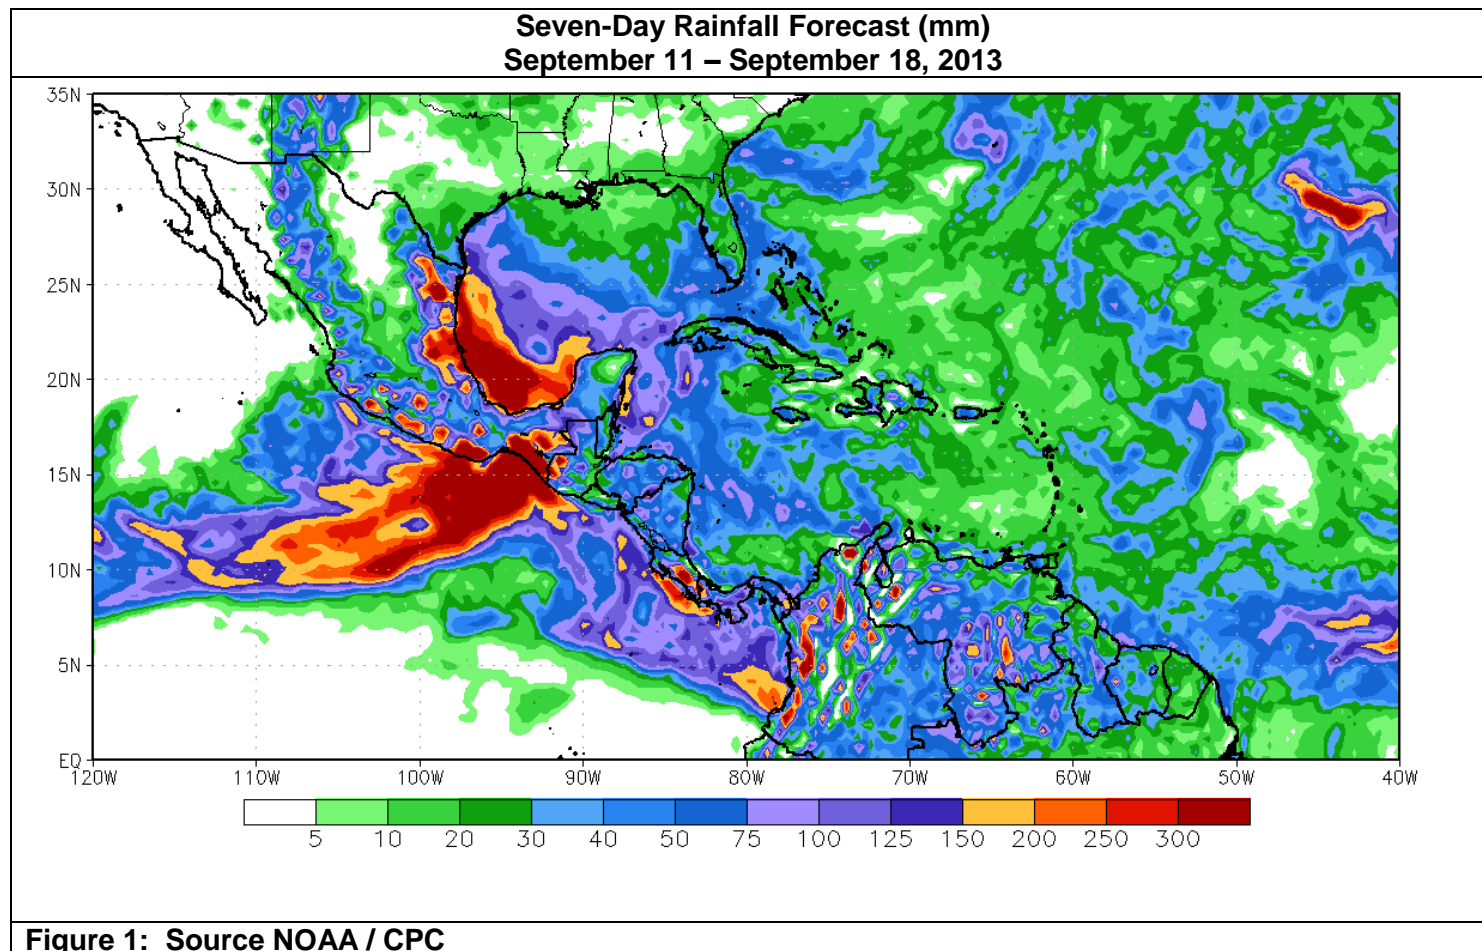 Seven-Day Rainfall Forecast (mm)
September 11 – September 18, 2013
35N
30N
25N
20N
15N
10N
5N
EQ
120W 110W 100W 90W 80W 70W 60W 50W 40W
5 10 20 30 40 50 75 100 125 150 200 250 300
Figure 1: Source NOAA / CPC